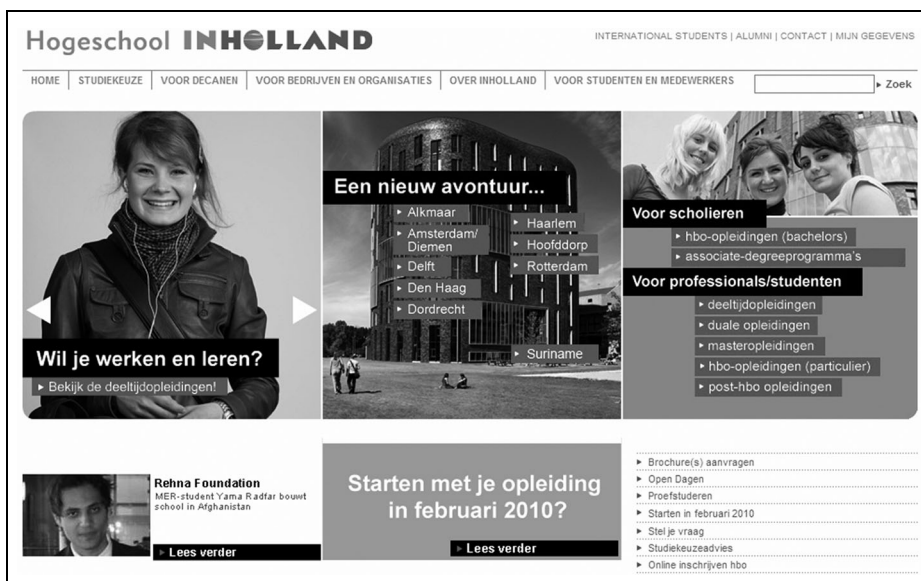 Hogeschool INHOLLAND
INTERNATIONAL STUDENTS | ALUMNI | CONTACT | MIJN GEGEVENS
HOME | STUDIEKEUZE | VOOR DECANEN | VOOR BEDRIJVEN EN ORGANISATIES | OVER INHOLLAND | VOOR STUDENTEN EN MEDEWERKERS
Zoek
Wil je werken en leren?
Bekijk de deeltijdopleidingen!
Een nieuw avontuur...
Alkmaar
Amsterdam/
Diemen
Delft
Den Haag
Dordrecht
Haarlem
Hoofddorp
Rotterdam
Suriname
Voor scholieren
hbo-opleidingen (bachelors)
associate-degreeprogramma's
Voor professionals/studenten
deeltijdopleidingen
duale opleidingen
masteropleidingen
hbo-opleidingen (particulier)
post-hbo opleidingen
Rehna Foundation
MER-student Yama Radfar bouwt
school in Afghanistan
Lees verder
Starten met je opleiding
in februari 2010?
Lees verder
Brochure(s) aanvragen
Open Dagen
Proefstuderen
Starten in februari 2010
Stel je vraag
Studiekeuzeadvies
Online inschrijven hbo